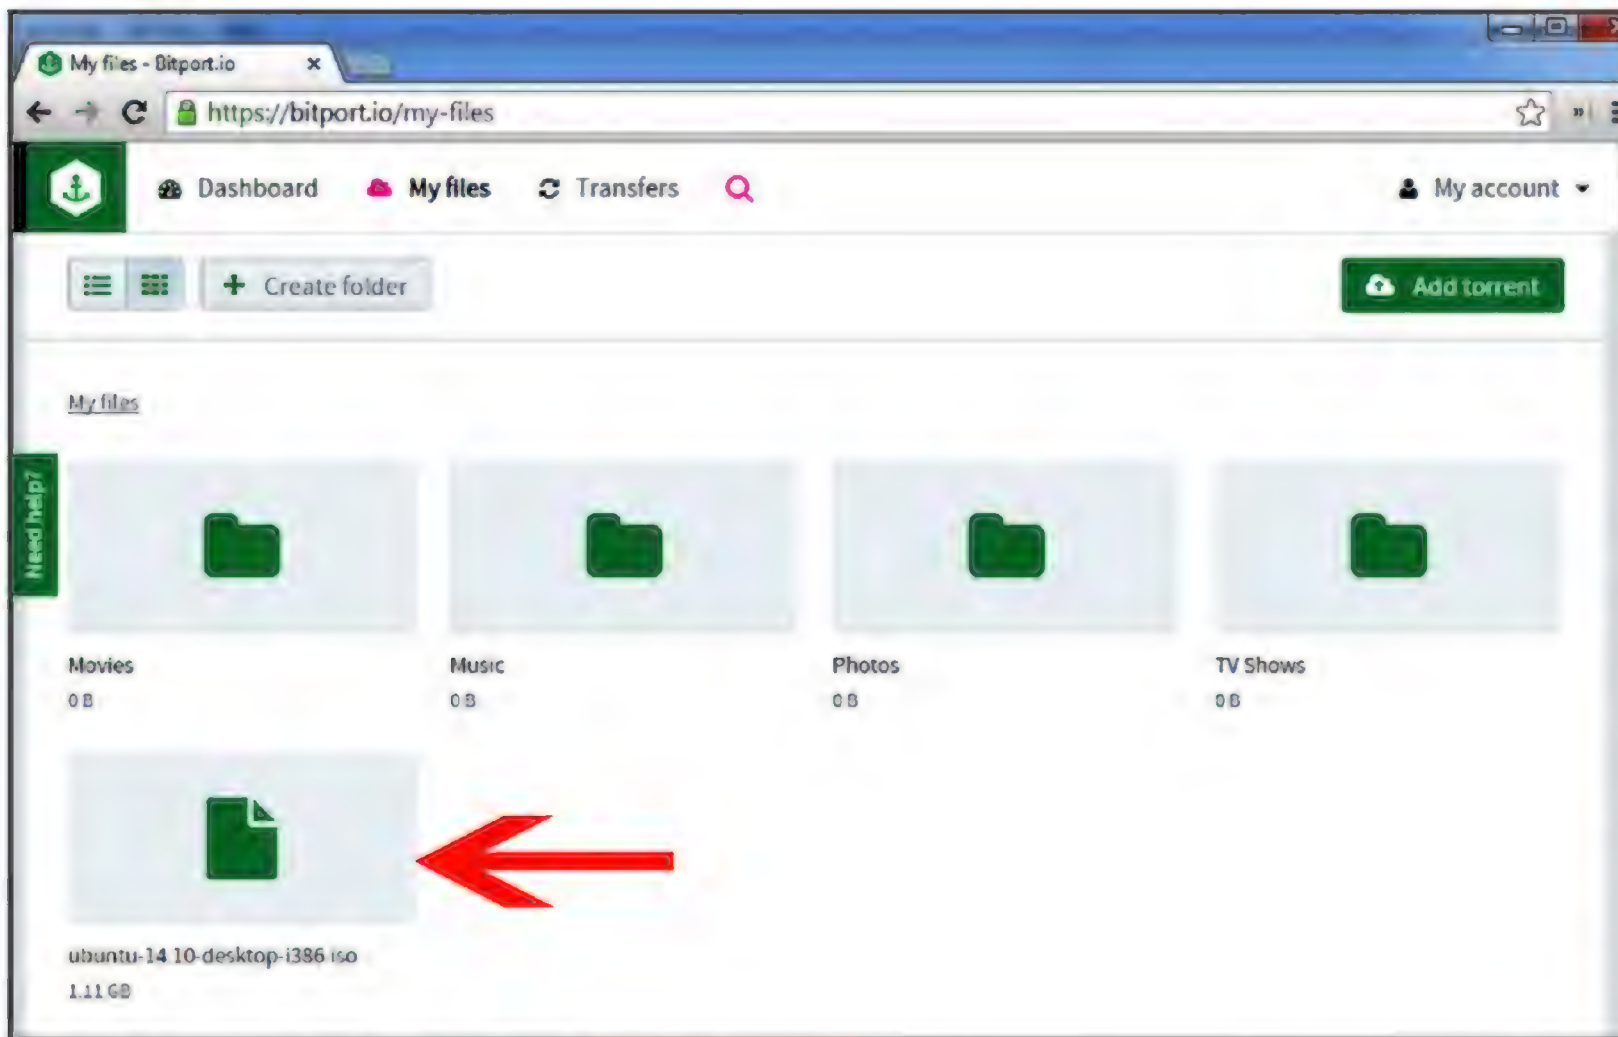 My files - Bitport.io
https://bitport.io/my-files
Dashboard My files Transfers My account
Create folder Add torrent
My files
Need help?
Movies Music Photos TV Shows
0 B 0 B 0 B 0 B
ubuntu-14.10-desktop-i386.iso
1.11 GB